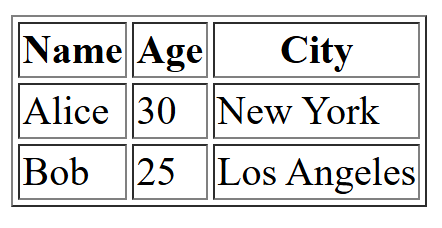 Name Age City
Alice 30 New York
Bob 25 Los Angeles